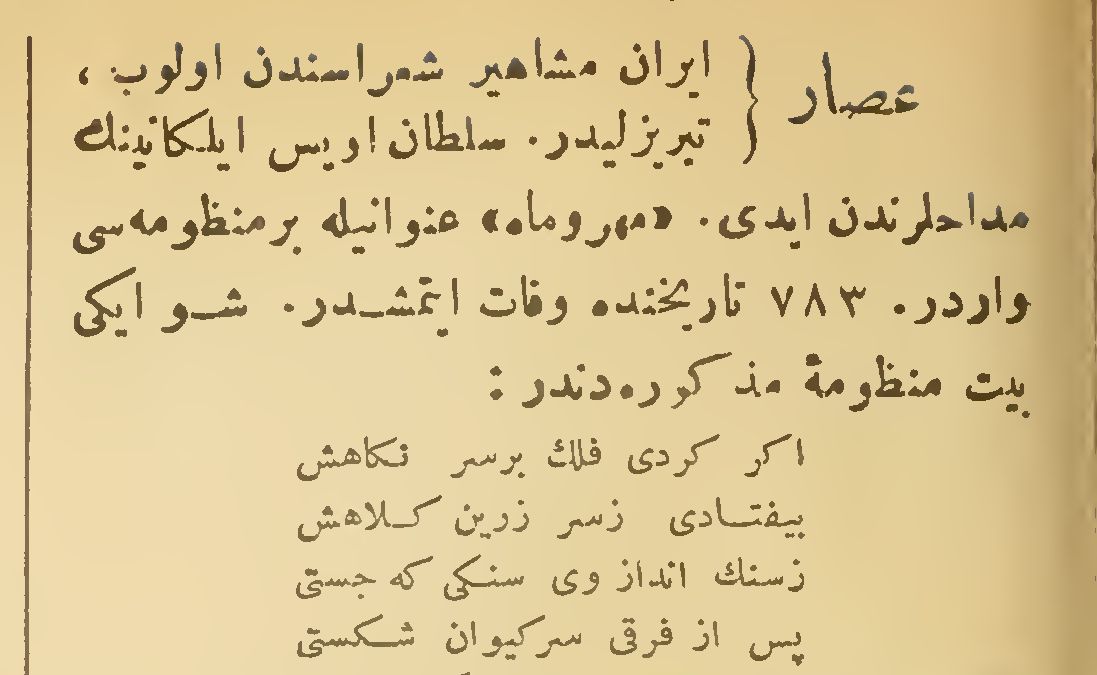 عصار } ایران مشاهیر شعراسندن اولوب ،
تبریزلیدر. سلطان اویس ایلکانینك
مداحلرندن ایدی. «مهروماه» عنوانیله برمنظومه‌سی
واردر. ٧٨٣ تاریخنده وفات ایتمشدر. شو ایکی
بیت منظومهٔ مذکوره‌دندر :
اکر کردی فلك برسر نکاهش
بیفتادی زسر زرین کلاهش
زسنك انداز وی سنکی که جستی
پس از فرقی سرکیوان شکستی